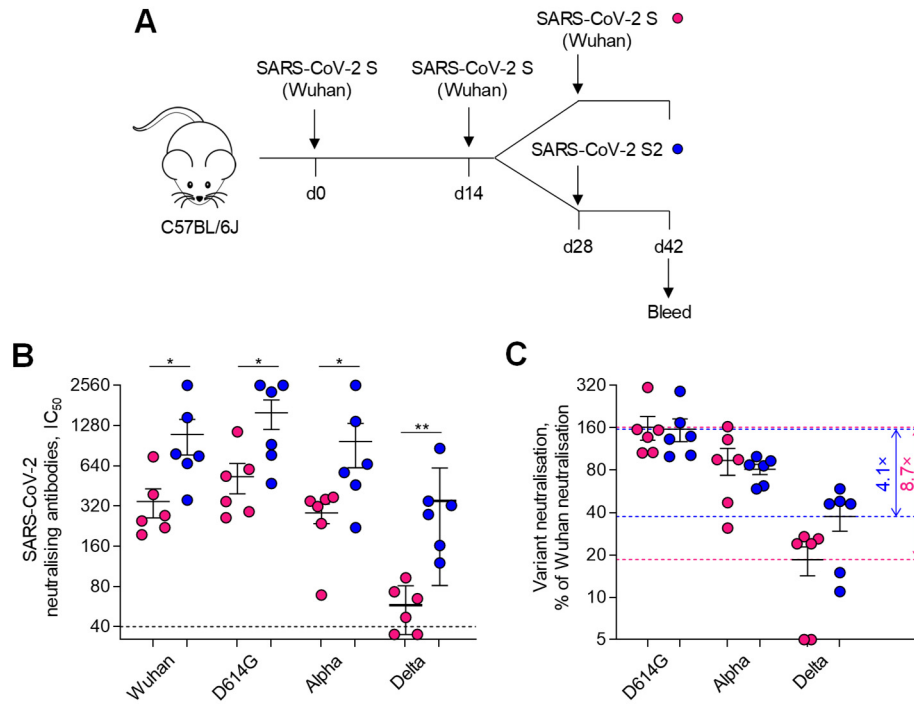 A
SARS-CoV-2 S
(Wuhan)
SARS-CoV-2 S
(Wuhan)
SARS-CoV-2 S
(Wuhan)
SARS-CoV-2 S2
C57BL/6J
d0
d14
d28
d42
Bleed
B
SARS-CoV-2
neutralising antibodies, IC50
2560
1280
640
320
160
80
40
*
*
*
**
Wuhan
D614G
Alpha
Delta
C
Variant neutralisation,
% of Wuhan neutralisation
320
160
80
40
20
10
5
4.1×
8.7×
D614G
Alpha
Delta